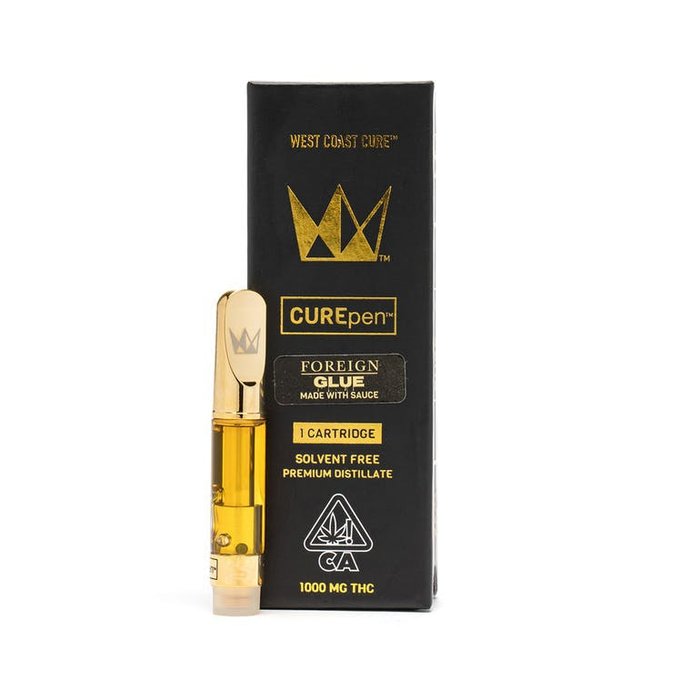 WEST COAST CURE™
™
CUREpen™
FOREIGN
GLUE
MADE WITH SAUCE
1 CARTRIDGE
SOLVENT FREE
PREMIUM DISTILLATE
!
CA
1000 MG THC
CUREpen™